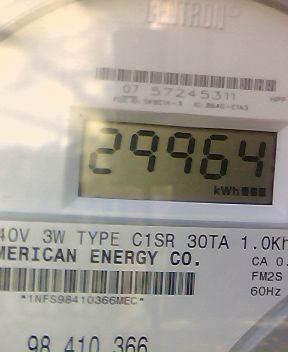 CENTRON®
07 57245311
29964
kWh
40V 3W TYPE C1SR 30TA 1.0Kh
MERICAN ENERGY CO.
CA 0.
FM2S
60Hz
*1NFS98410366MEC*
98 410 366